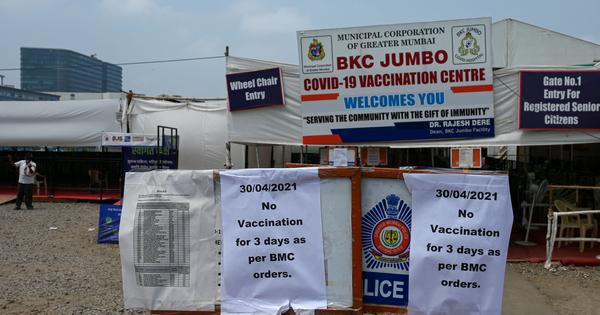 MUNICIPAL CORPORATION
OF GREATER MUMBAI
BKC JUMBO
COVID-19 VACCINATION CENTRE
WELCOMES YOU
"SERVING THE COMMUNITY WITH THE GIFT OF IMMUNITY"
DR. RAJESH DERE
Dean, BKC Jumbo Facility
Wheel Chair
Entry
Gate No.1
Entry For
Registered Senior
Citizens
30/04/2021
No
Vaccination
for 3 days as
per BMC
orders.
30/04/2021
No
Vaccination
for 3 days as
per BMC
orders.
LICE